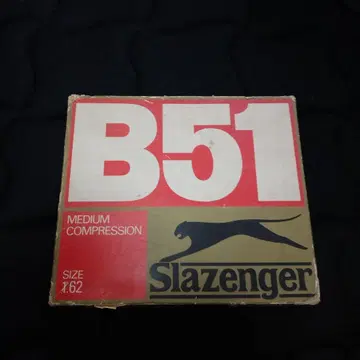 B51
MEDIUM
COMPRESSION
SIZE
1.62
Slazenger